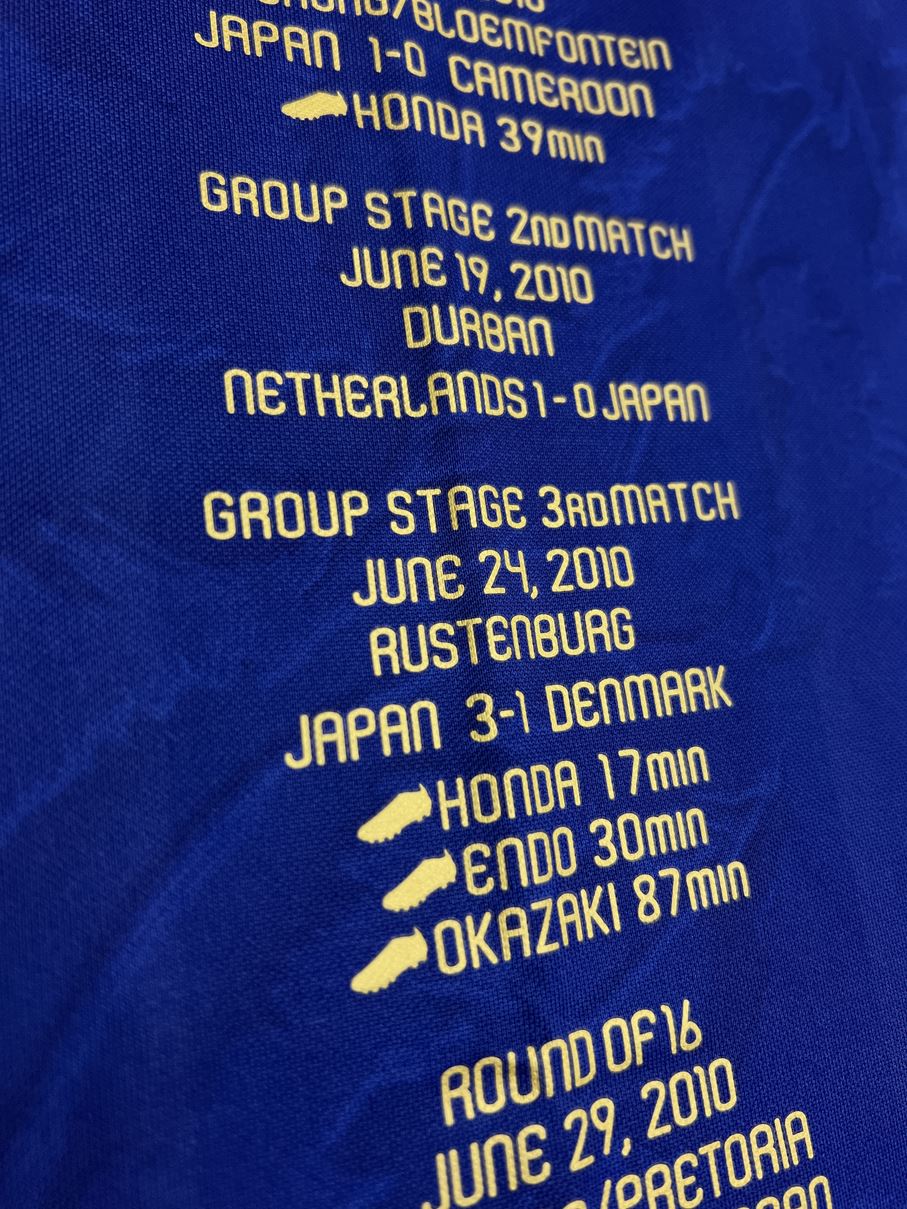 /BLOEMFONTEIN
JAPAN 1-0 CAMEROON
HONDA 39min
GROUP STAGE 2ND MATCH
JUNE 19, 2010
DURBAN
NETHERLANDS 1-0 JAPAN
GROUP STAGE 3RD MATCH
JUNE 24, 2010
RUSTENBURG
JAPAN 3-1 DENMARK
HONDA 17min
ENDO 30min
OKAZAKI 87min
ROUND OF 16
JUNE 29, 2010
/PRETORIA